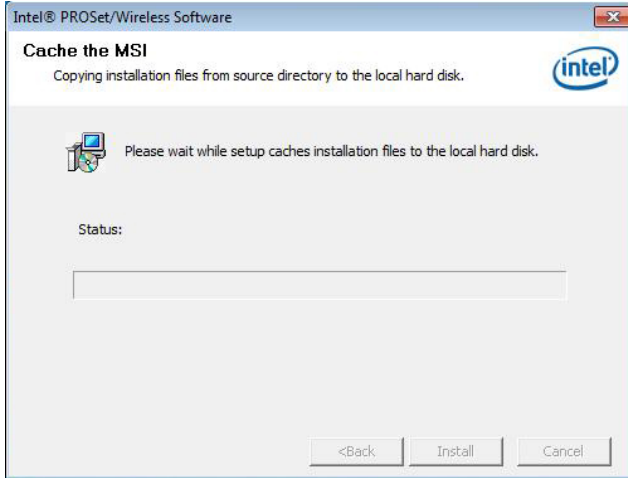 Intel® PROSet/Wireless Software
Cache the MSI
Copying installation files from source directory to the local hard disk.
intel
Please wait while setup caches installation files to the local hard disk.
Status:
<Back
Install
Cancel